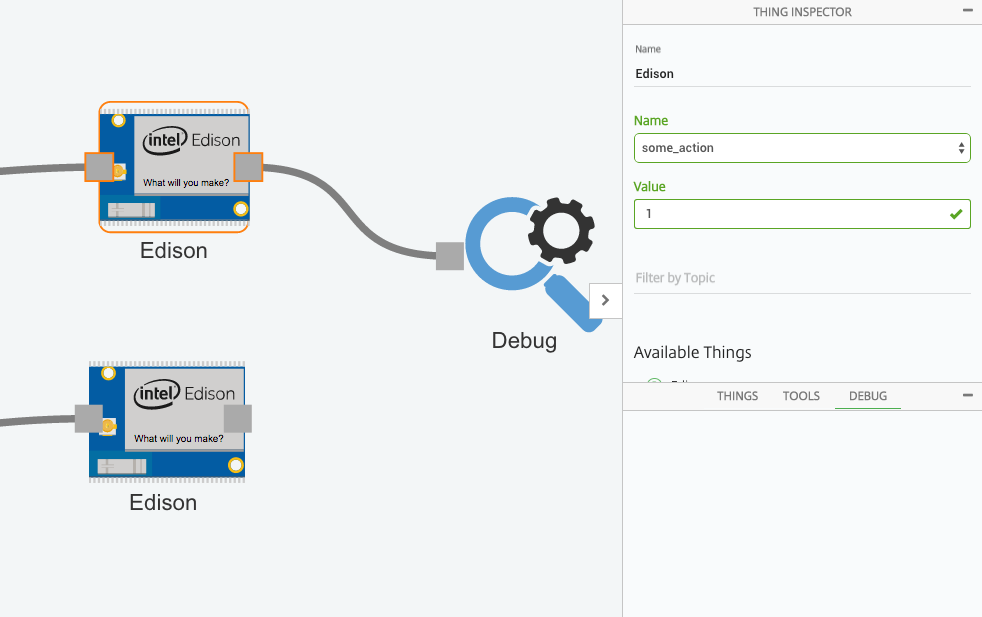 intel Edison
What will you make?
Edison
Debug
intel Edison
What will you make?
Edison
THING INSPECTOR
Name
Edison
Name
some_action
Value
1
Filter by Topic
Available Things
THINGS TOOLS DEBUG